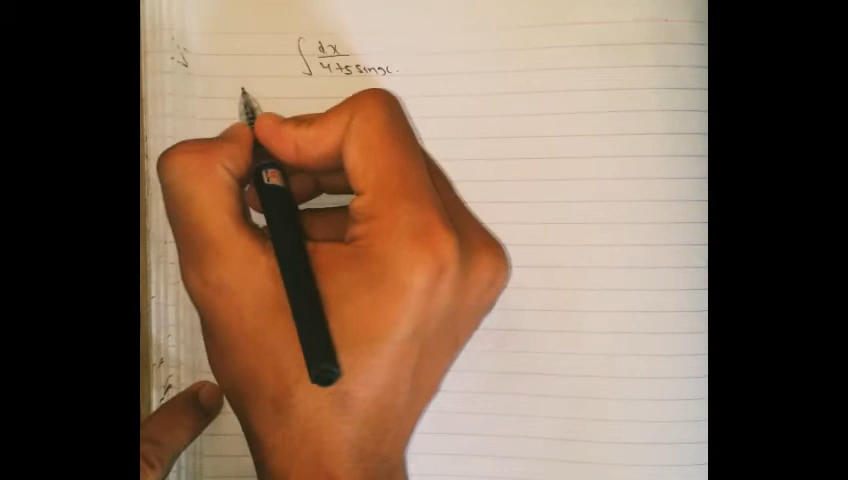 ∫ dx / 4+5 sinx.